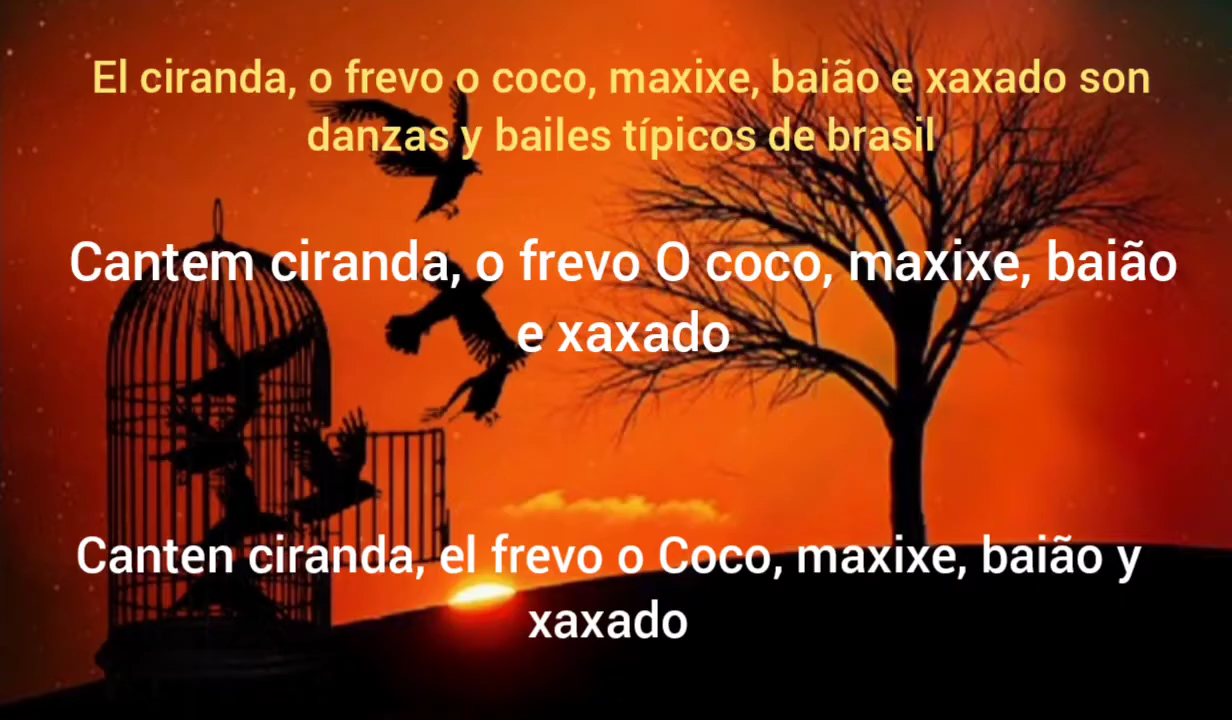 El ciranda, o frevo o coco, maxixe, baião e xaxado son
danzas y bailes típicos de brasil
Cantem ciranda, o frevo O coco, maxixe, baião
e xaxado
Canten ciranda, el frevo o Coco, maxixe, baião y
xaxado